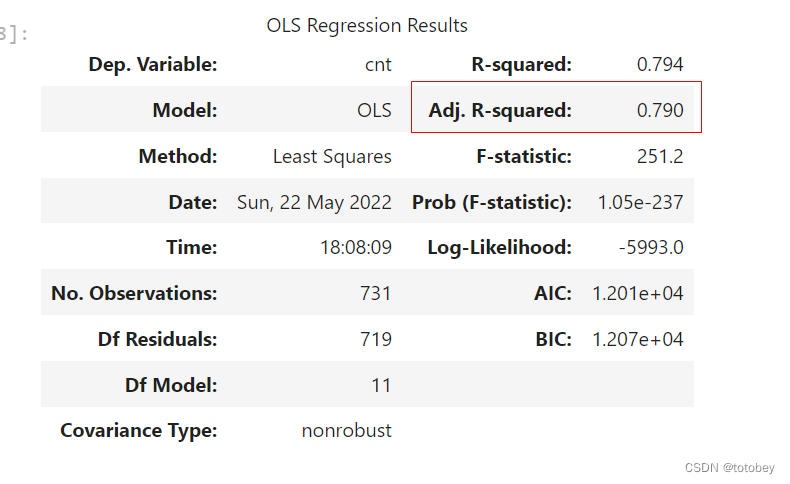 8]:
OLS Regression Results
Dep. Variable: cnt R-squared: 0.794
Model: OLS Adj. R-squared: 0.790
Method: Least Squares F-statistic: 251.2
Date: Sun, 22 May 2022 Prob (F-statistic): 1.05e-237
Time: 18:08:09 Log-Likelihood: -5993.0
No. Observations: 731 AIC: 1.201e+04
Df Residuals: 719 BIC: 1.207e+04
Df Model: 11
Covariance Type: nonrobust
CSDN @totobey